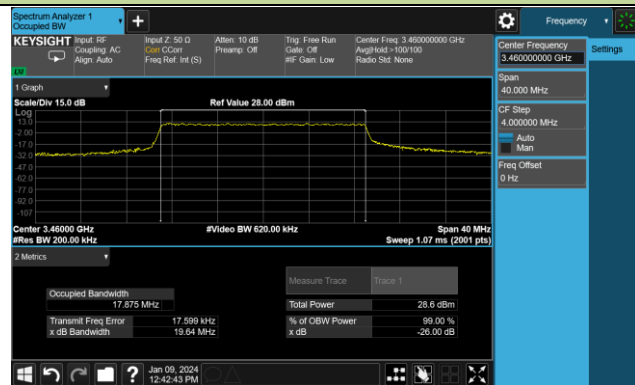 Spectrum Analyzer 1
Occupied BW
Frequency
KEYSIGHT
Input: RF
Coupling: AC
Align: Auto
Input Z: 50 Ω
Corr CCorr
Freq Ref: Int (S)
Atten: 10 dB
Preamp: Off
Trig: Free Run
Gate: Off
#IF Gain: Low
Center Freq: 3.460000000 GHz
Avg|Hold:>100/100
Radio Std: None
Center Frequency
3.460000000 GHz
Settings
Span
40.000 MHz
CF Step
4.000000 MHz
Auto
Man
Freq Offset
0 Hz
1 Graph
Scale/Div 15.0 dB
Ref Value 28.00 dBm
Log
13.0
-2.00
-17.0
-32.0
-47.0
-62.0
-77.0
-92.0
-107
Center 3.46000 GHz
#Video BW 620.00 kHz
Span 40 MHz
#Res BW 200.00 kHz
Sweep 1.07 ms (2001 pts)
2 Metrics
Measure Trace
Trace 1
Occupied Bandwidth
17.875 MHz
Total Power
28.6 dBm
Transmit Freq Error
17.599 kHz
% of OBW Power
99.00 %
x dB Bandwidth
19.64 MHz
x dB
-26.00 dB
?
Jan 09, 2024
12:42:43 PM